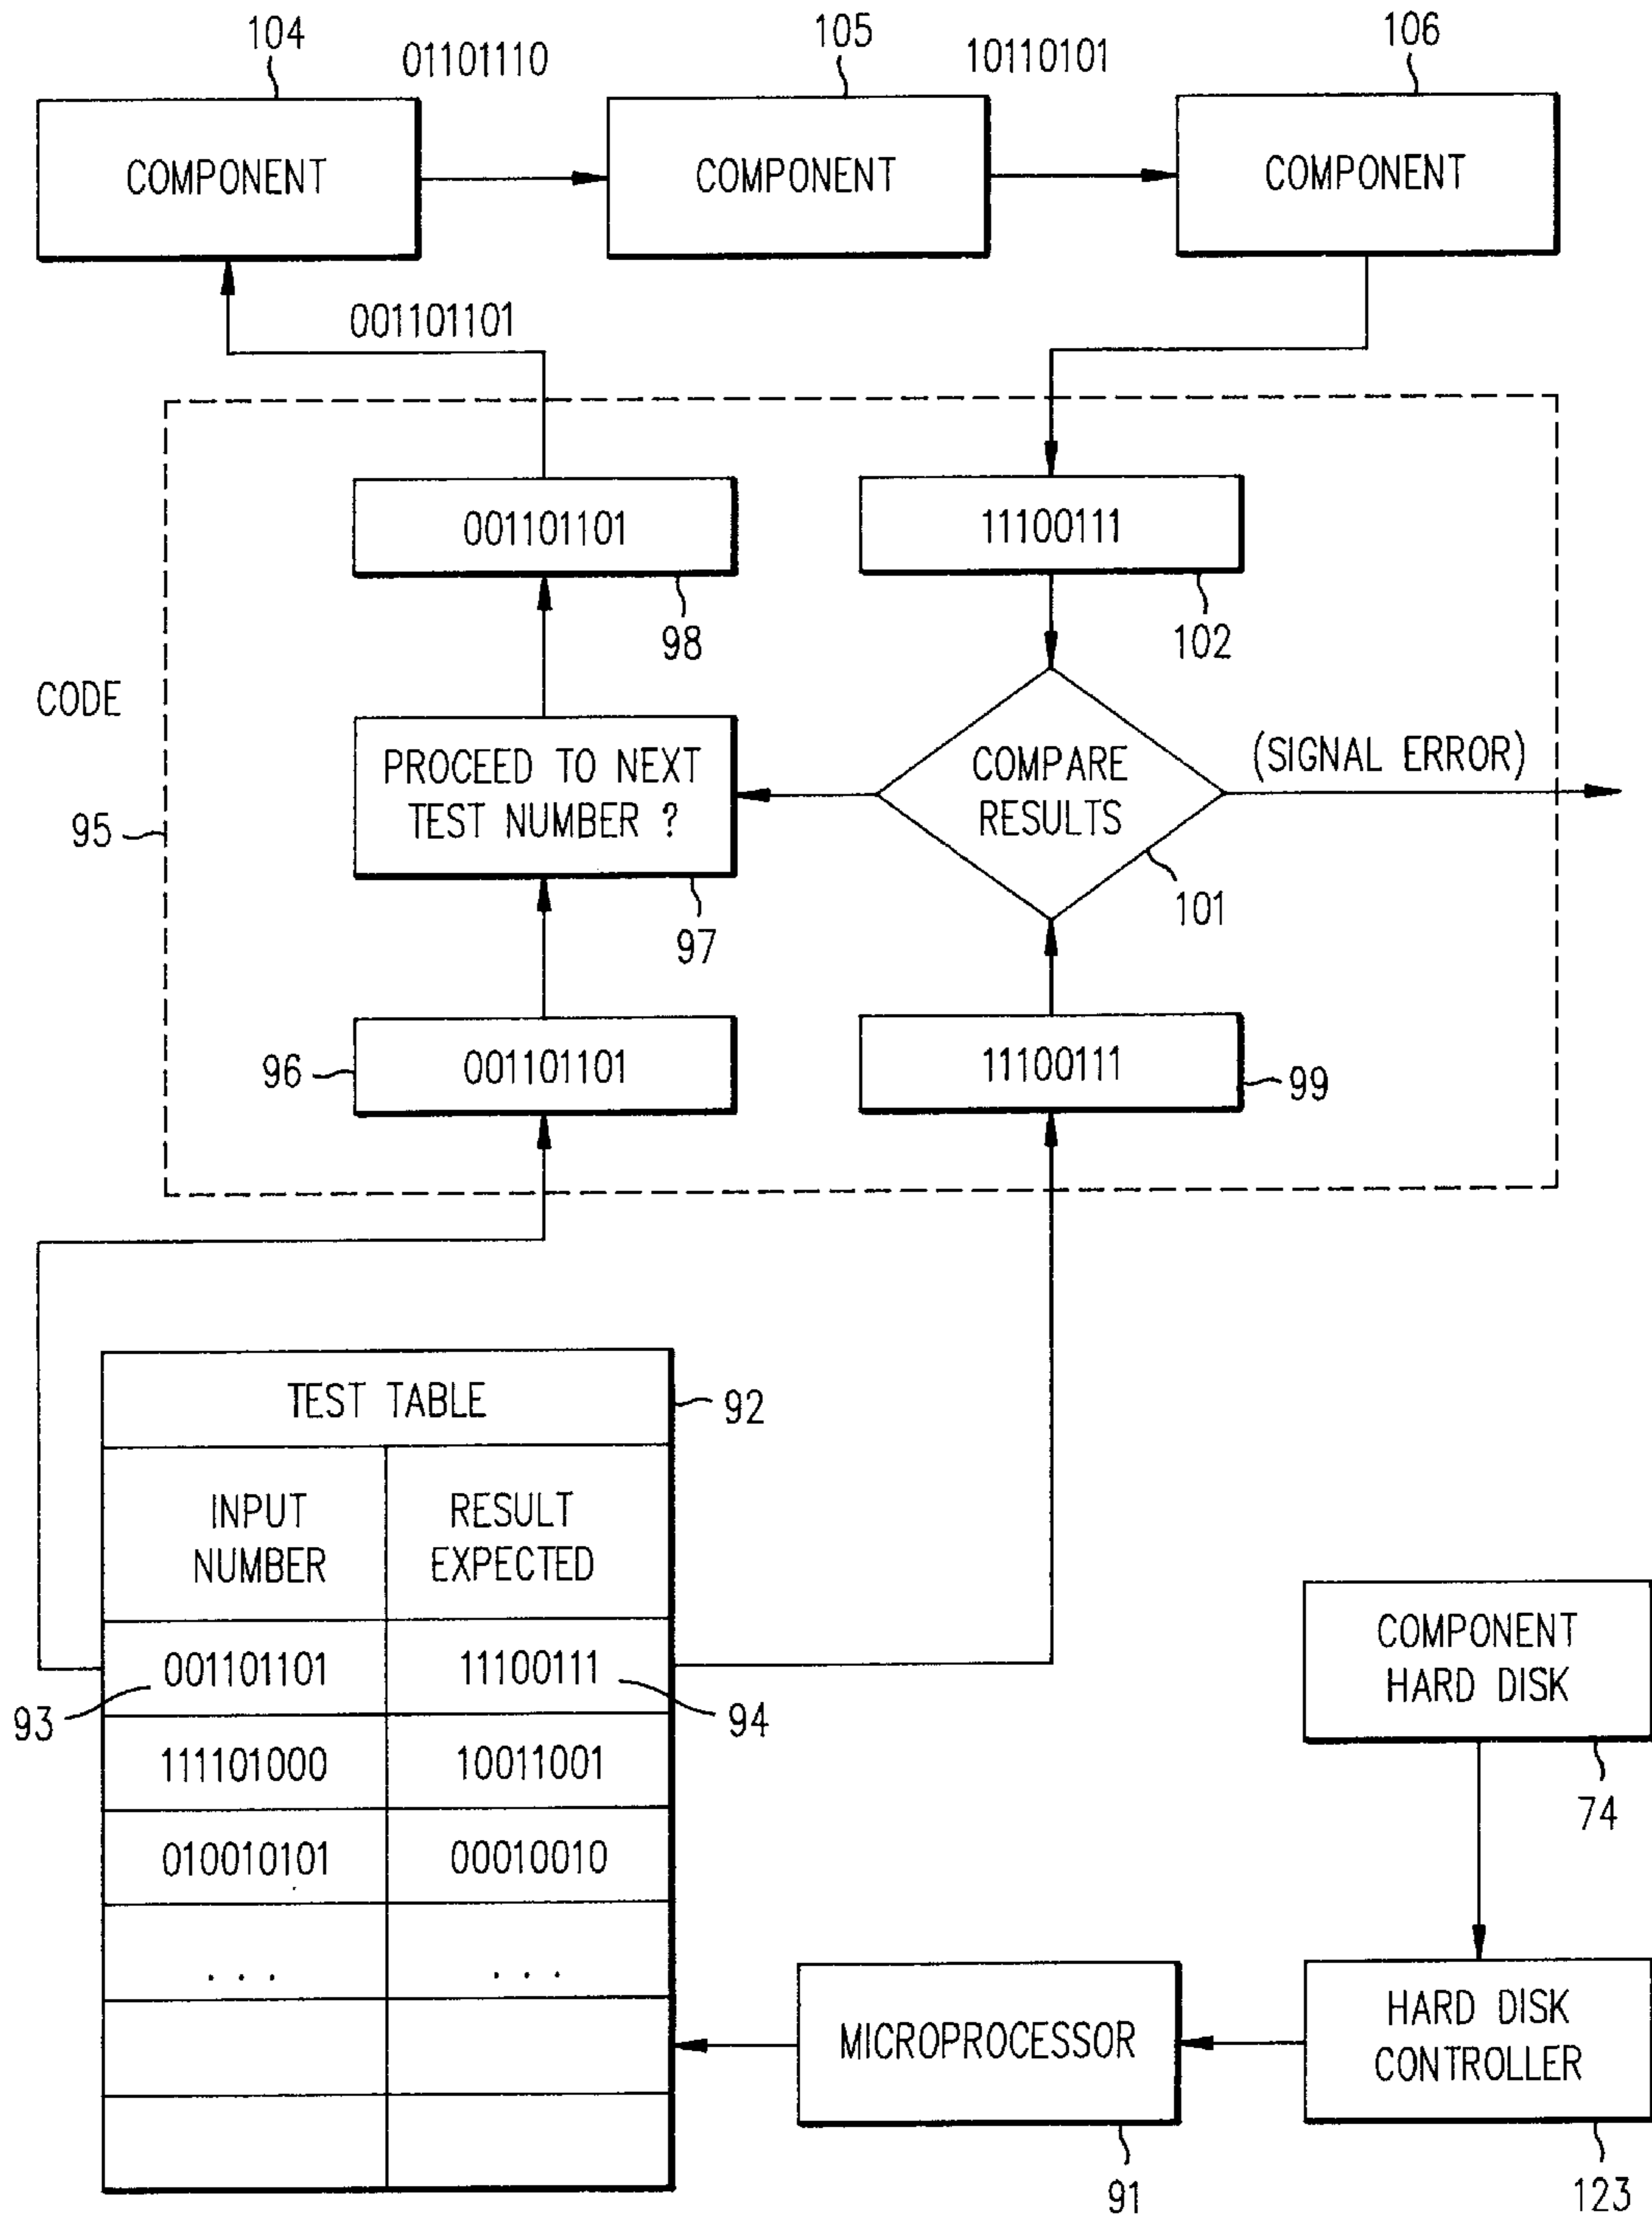 104
01101110
105
10110101
106
COMPONENT
COMPONENT
COMPONENT
001101101
001101101
11100111
98
102
CODE
PROCEED TO NEXT
TEST NUMBER ?
COMPARE
RESULTS
(SIGNAL ERROR)
95
101
97
96
001101101
11100111
99
TEST TABLE
92
INPUT
NUMBER
RESULT
EXPECTED
001101101
11100111
93
94
111101000
10011001
010010101
00010010
. . .
. . .
COMPONENT
HARD DISK
74
MICROPROCESSOR
HARD DISK
CONTROLLER
91
123